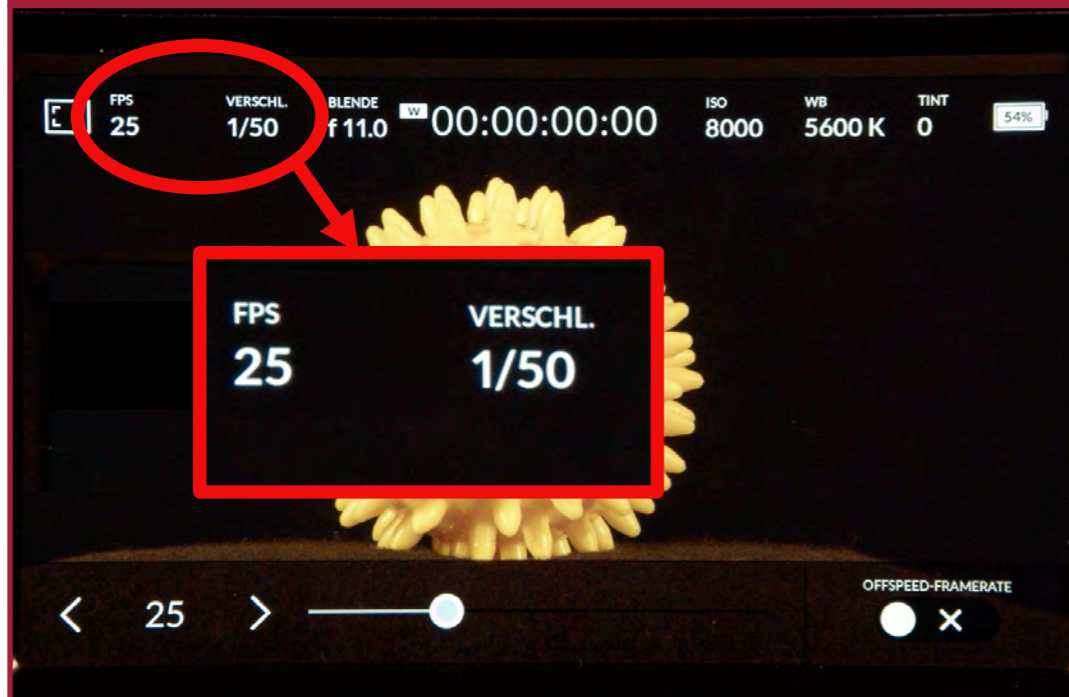 FPS VERSCHL. BLENDE ISO WB TINT
25 1/50 f 11.0 W 00:00:00:00 8000 5600 K 0 54%
FPS VERSCHL.
25 1/50
OFFSPEED-FRAMERATE
25